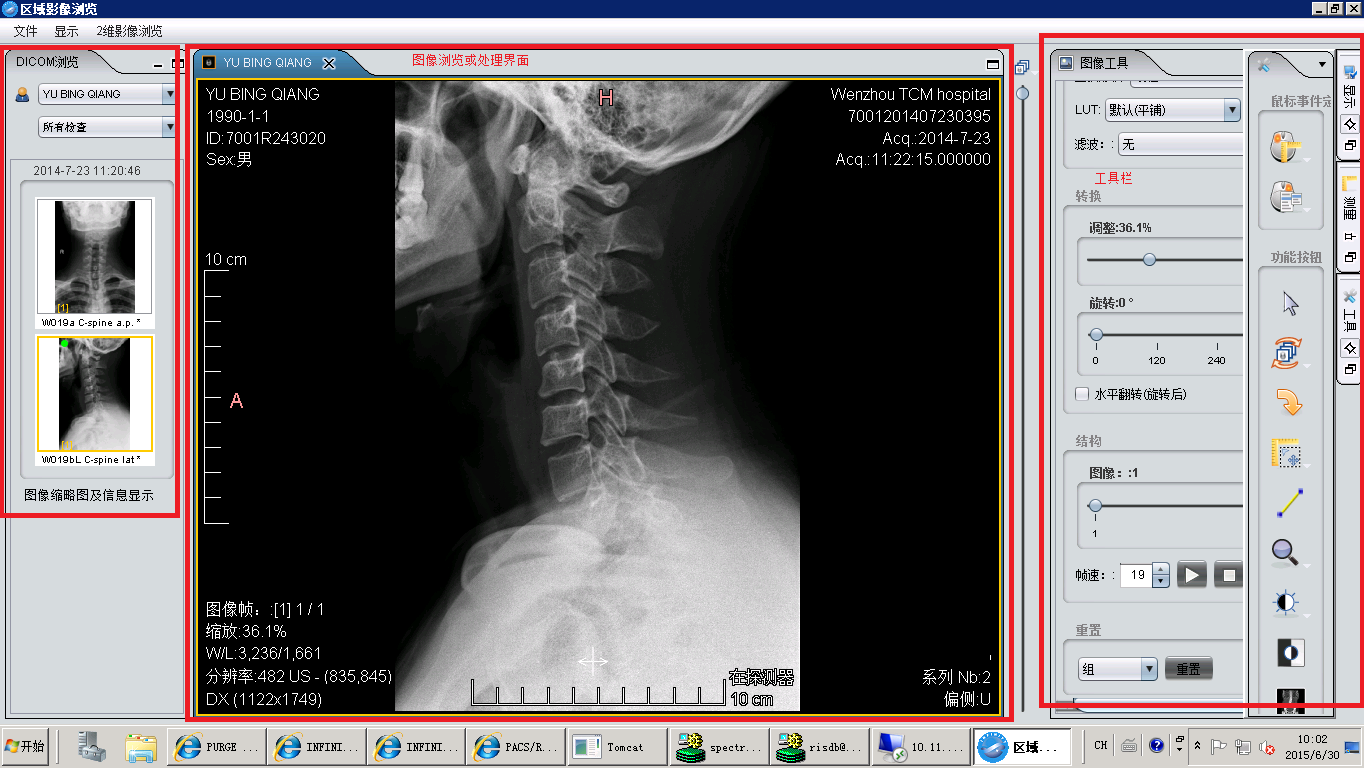 区域影像浏览
文件 显示 2维影像浏览
DICOM浏览
YU BING QIANG
所有检查
2014-7-23 11:20:46
[1]
W019a C-spine a.p. *
W019bL C-spine lat *
图像缩略图及信息显示
YU BING QIANG
图像浏览或处理界面
YU BING QIANG
1990-1-1
ID:7001R243020
Sex:男
H
Wenzhou TCM hospital
7001201407230395
Acq.:2014-7-23
Acq.:11:22:15.000000
10 cm
A
图像帧: :[1] 1 / 1
缩放:36.1%
W/L:3,236/1,661
分辨率:482 US - (835,845)
DX (1122x1749)
在探测器
10 cm
系列 Nb:2
偏侧:U
图像工具
LUT: 默认(平铺)
滤波: : 无
工具栏
转换
调整:36.1%
旋转:0 °
0 120 240
水平翻转(旋转后)
结构
图像: :1
1
帧速: : 19
重置
组 重置
鼠标事件定
功能按钮
显示
测量
工具
开始
PURGE ...
INFINI...
INFINI...
PACS/R...
Tomcat
spectr...
risdb@...
10.11....
区域...
CH
10:02
2015/6/30